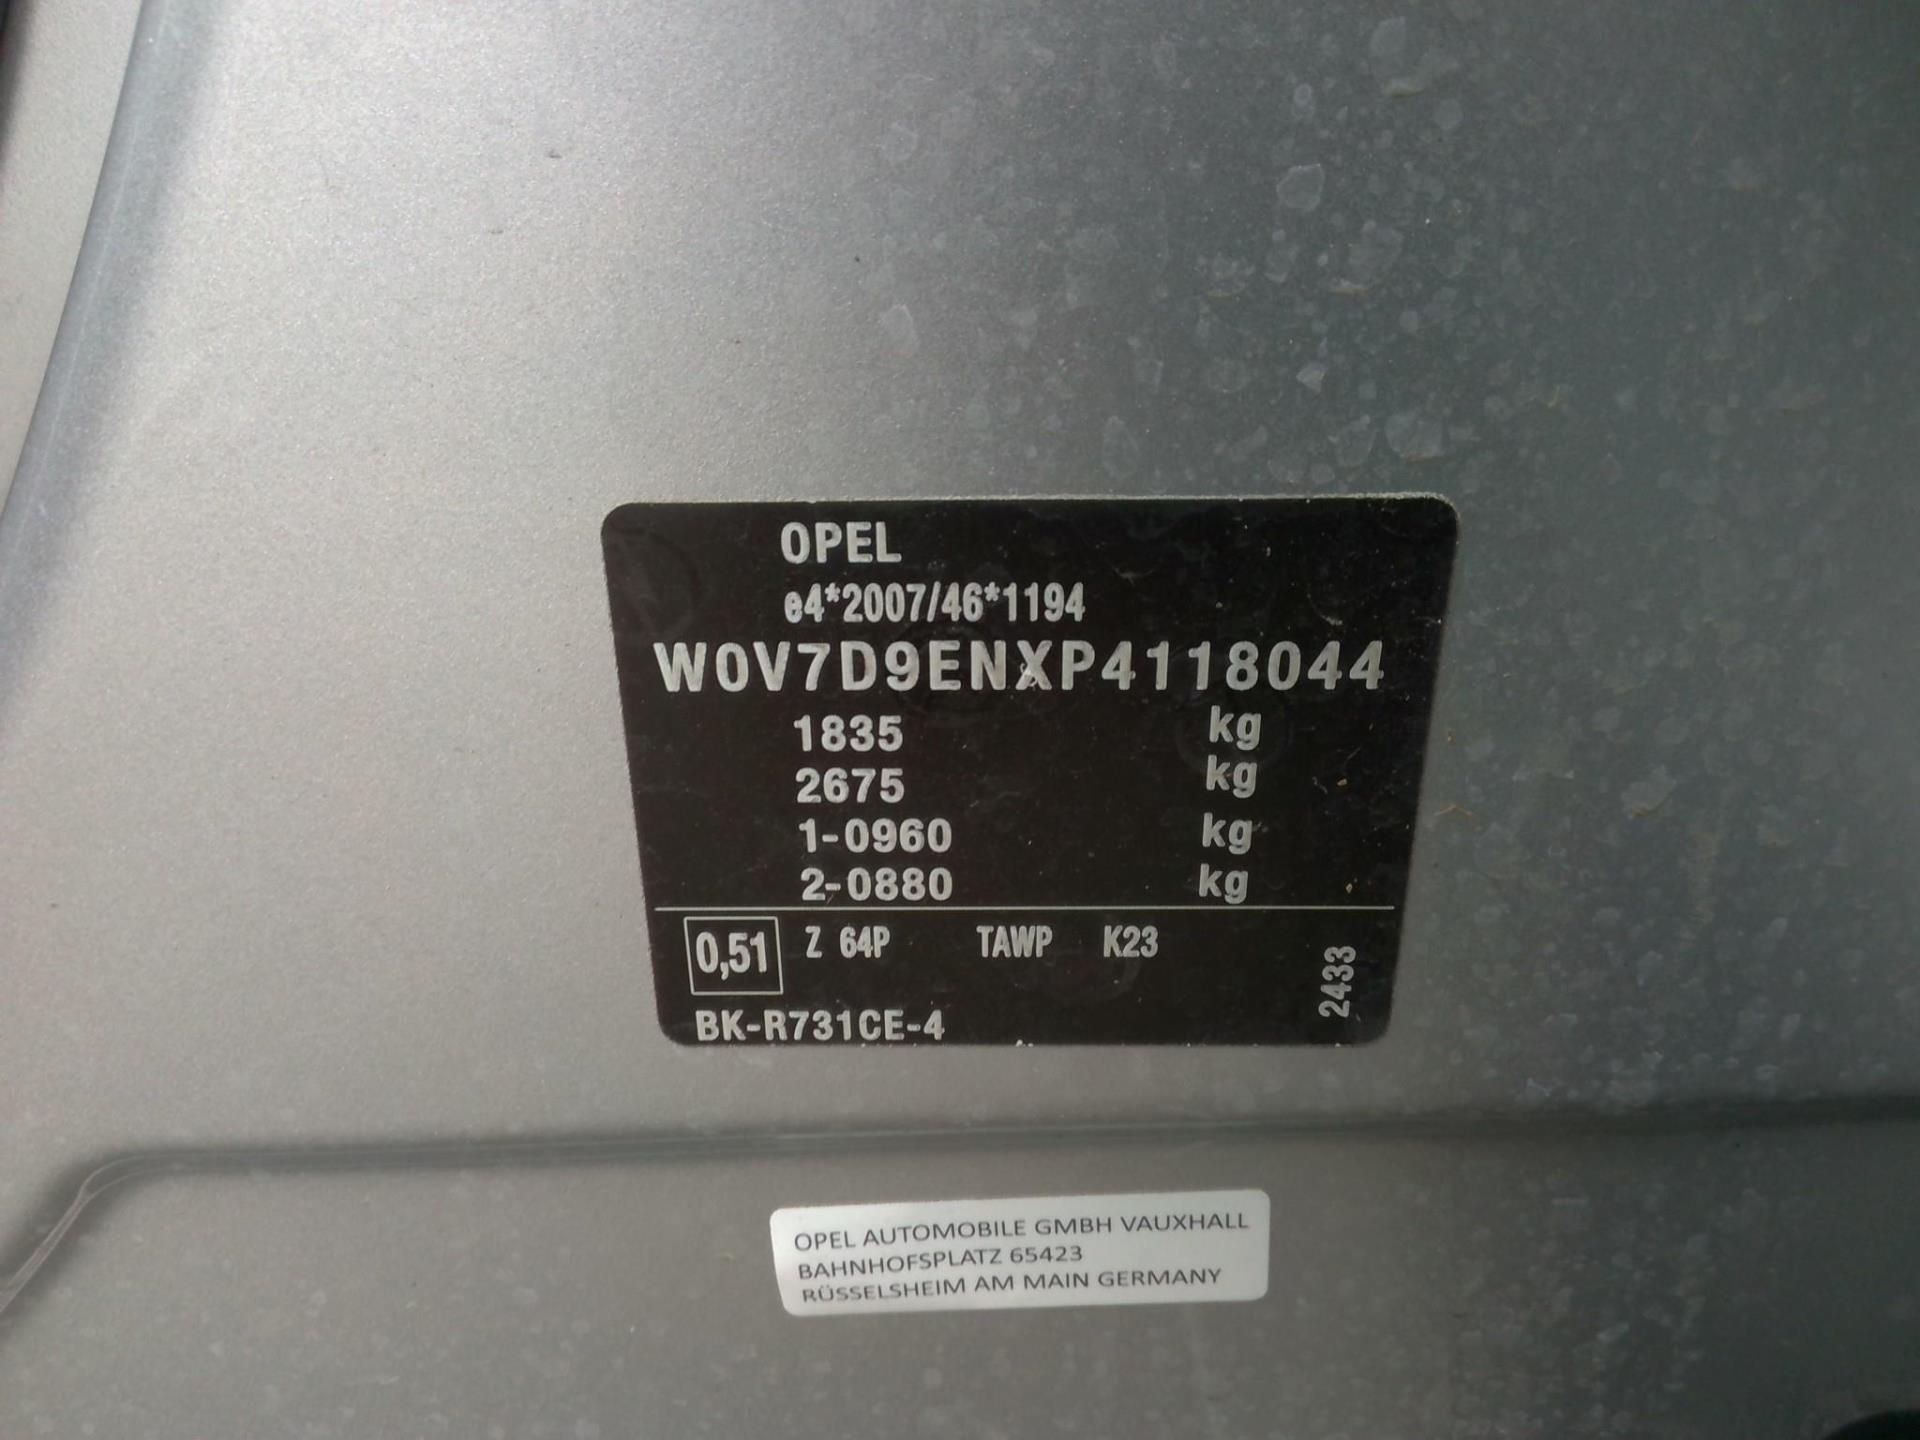 OPEL
e4*2007/46*1194
W0V7D9ENXP4118044
1835 kg
2675 kg
1-0960 kg
2-0880 kg
0,51 Z 64P TAWP K23
2433
BK-R731CE-4
OPEL AUTOMOBILE GMBH VAUXHALL
BAHNHOFSPLATZ 65423
RÜSSELSHEIM AM MAIN GERMANY